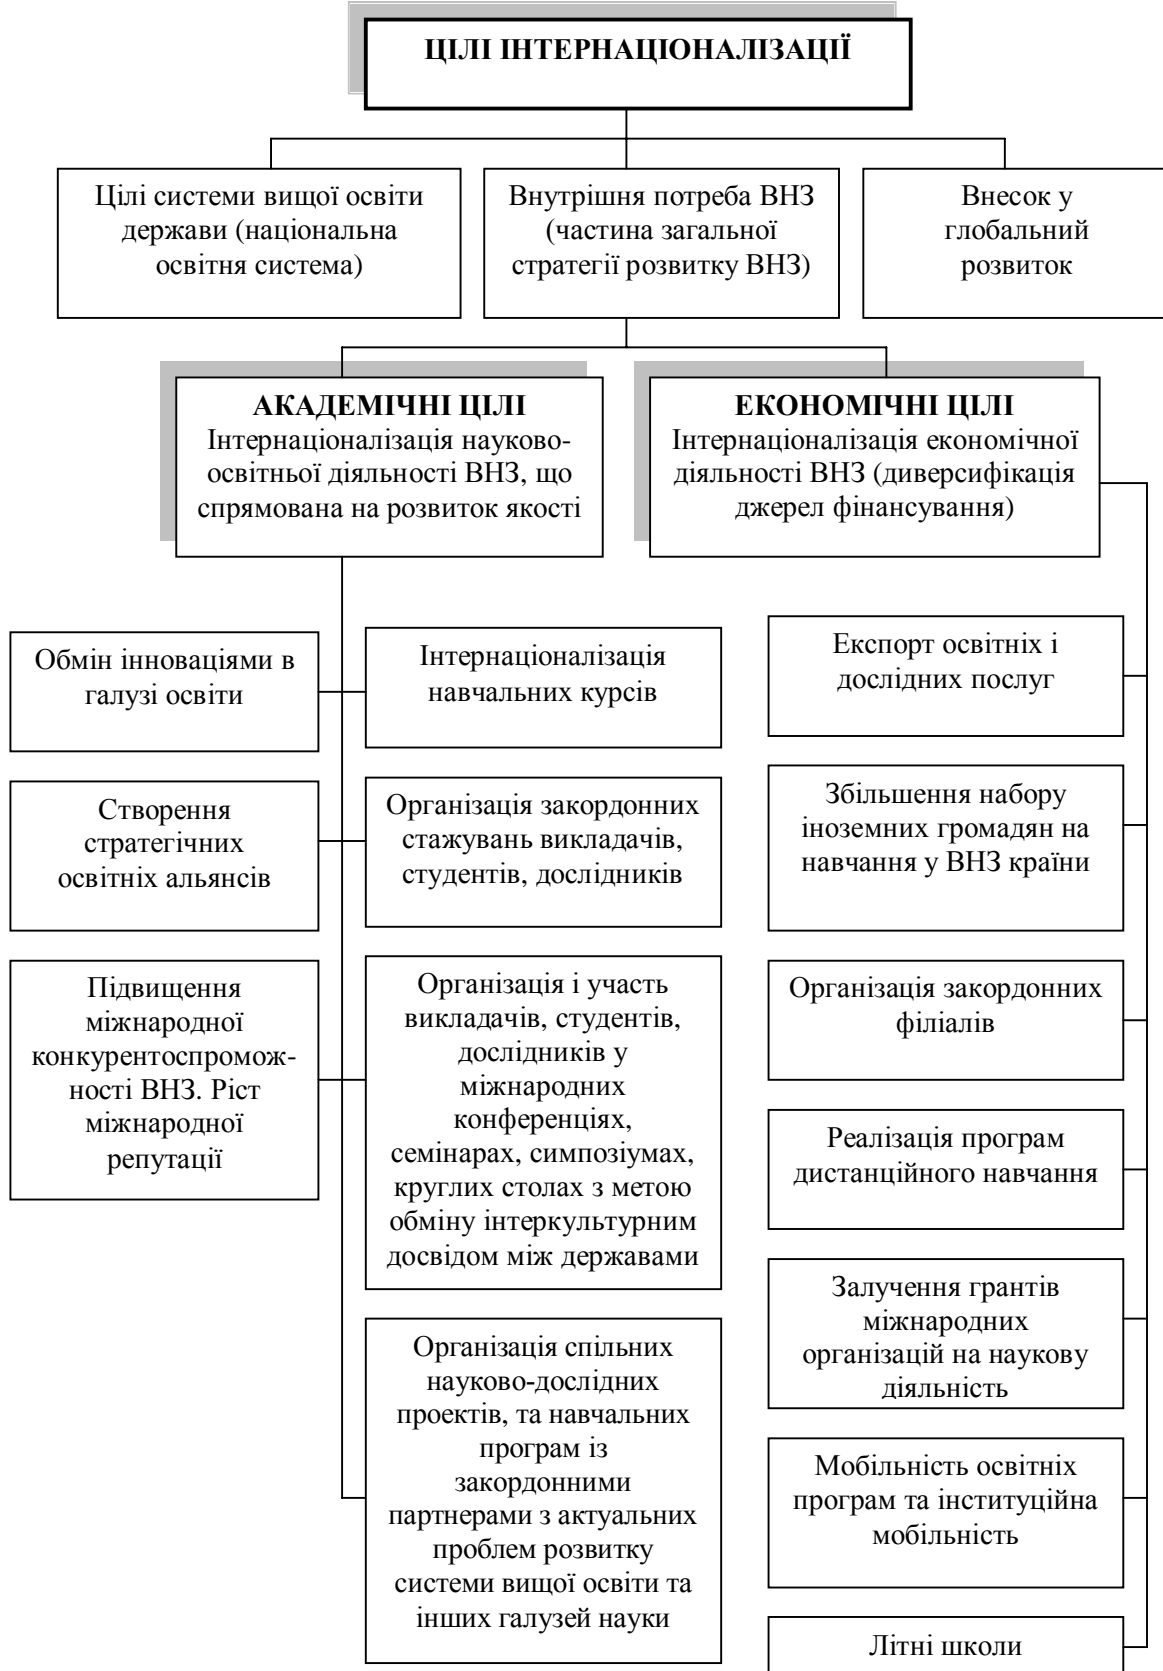 ЦІЛІ ІНТЕРНАЦІОНАЛІЗАЦІЇ
Цілі системи вищої освіти
держави (національна
освітня система)
Внутрішня потреба ВНЗ
(частина загальної
стратегії розвитку ВНЗ)
Внесок у
глобальний
розвиток
АКАДЕМІЧНІ ЦІЛІ
Інтернаціоналізація науково-
освітньої діяльності ВНЗ, що
спрямована на розвиток якості
ЕКОНОМІЧНІ ЦІЛІ
Інтернаціоналізація економічної
діяльності ВНЗ (диверсифікація
джерел фінансування)
Обмін інноваціями в
галузі освіти
Створення
стратегічних
освітніх альянсів
Підвищення
міжнародної
конкурентоспромож-
ності ВНЗ. Ріст
міжнародної
репутації
Інтернаціоналізація
навчальних курсів
Організація закордонних
стажувань викладачів,
студентів, дослідників
Організація і участь
викладачів, студентів,
дослідників у
міжнародних
конференціях,
семінарах, симпозіумах,
круглих столах з метою
обміну інтеркультурним
досвідом між державами
Організація спільних
науково-дослідних
проектів, та навчальних
програм із
закордонними
партнерами з актуальних
проблем розвитку
системи вищої освіти та
інших галузей науки
Експорт освітніх і
дослідних послуг
Збільшення набору
іноземних громадян на
навчання у ВНЗ країни
Організація закордонних
філіалів
Реалізація програм
дистанційного навчання
Залучення грантів
міжнародних
організацій на наукову
діяльність
Мобільність освітніх
програм та інституційна
мобільність
Літні школи